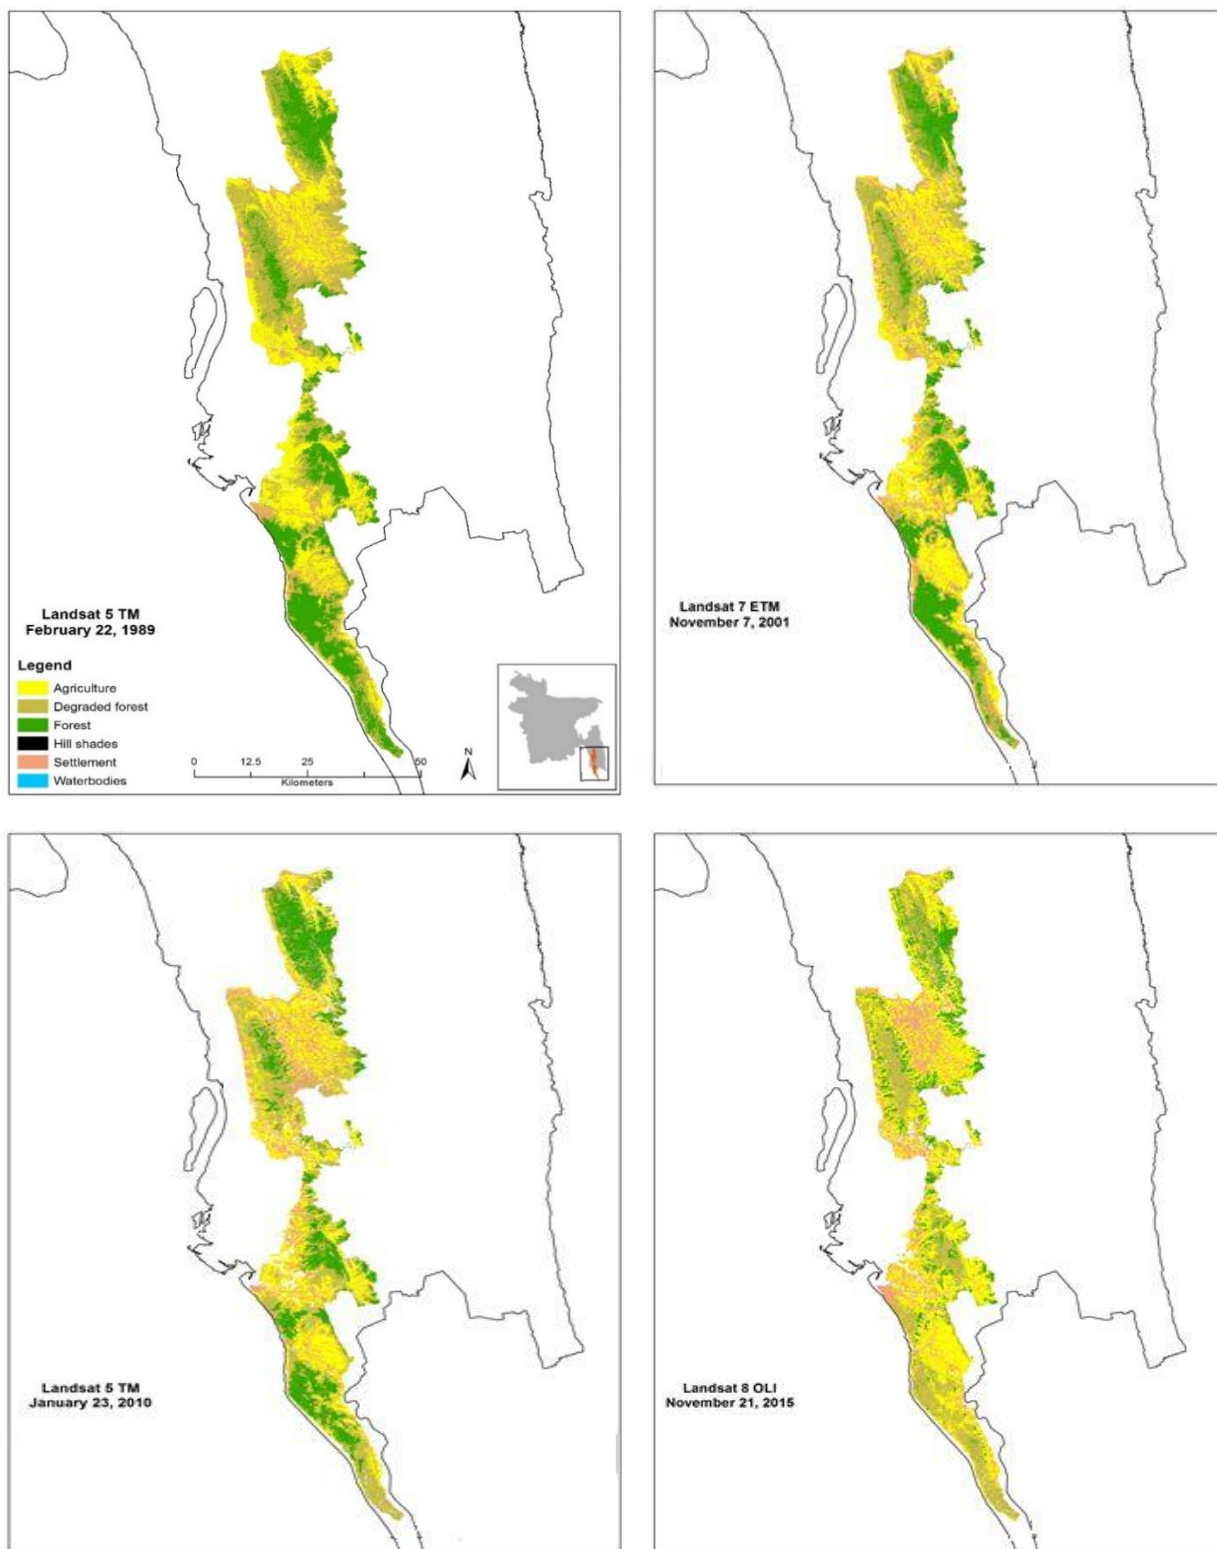 Landsat 5 TM
February 22, 1989
Legend
Agriculture
Degraded forest
Forest
Hill shades
Settlement
Waterbodies
0 12.5 25 50
Kilometers
N
Landsat 7 ETM
November 7, 2001
Landsat 5 TM
January 23, 2010
Landsat 8 OLI
November 21, 2015